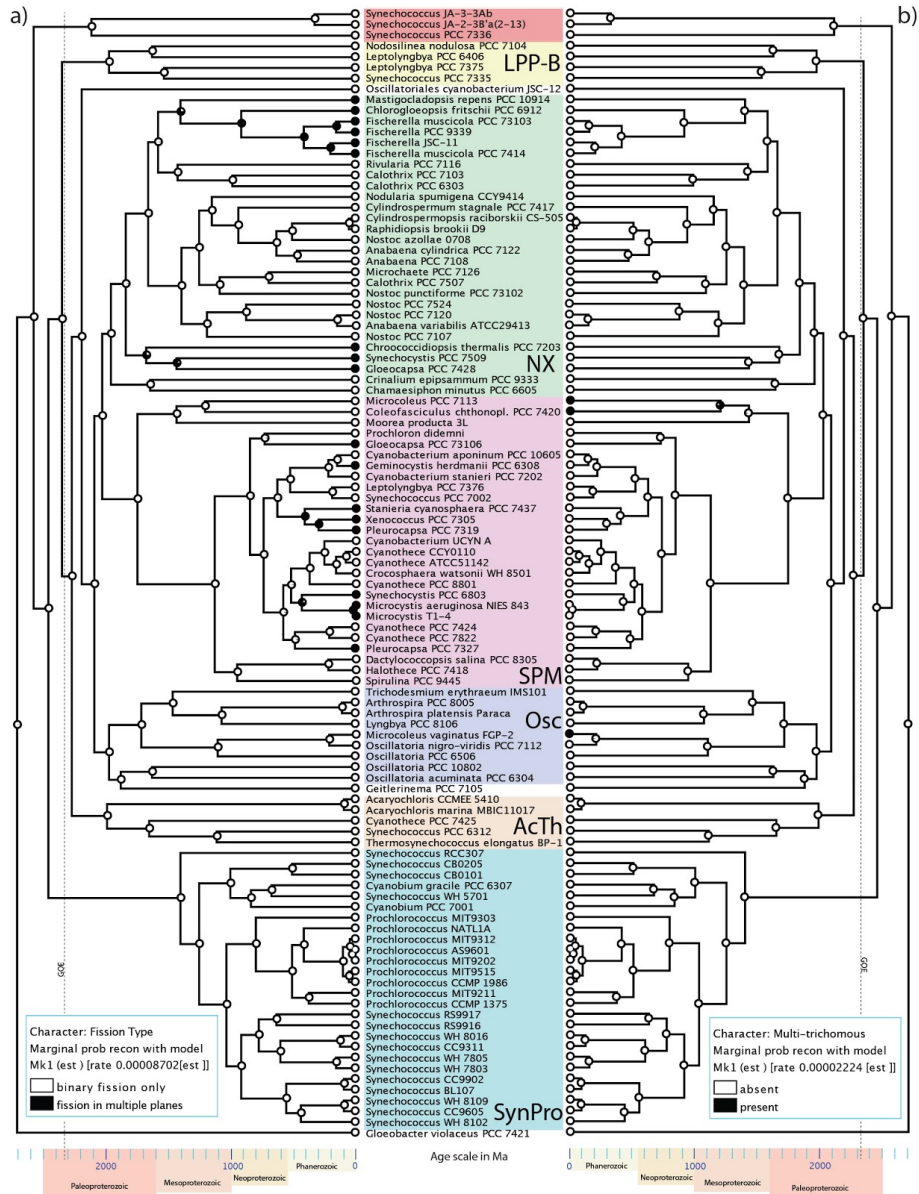 a)
b)
Synechococcus JA-3-3Ab
Synechococcus JA-2-3B'a(2-13)
Synechococcus PCC 7336
Nodosilinea nodulosa PCC 7104
Leptolyngbya PCC 6406
Leptolyngbya PCC 7375
Synechococcus PCC 7335
LPP-B
Oscillatoriales cyanobacterium JSC-12
Mastigocladopsis repens PCC 10914
Chlorogloeopsis fritschii PCC 6912
Fischerella muscicola PCC 73103
Fischerella PCC 9339
Fischerella JSC-11
Fischerella muscicola PCC 7414
Rivularia PCC 7116
Calothrix PCC 7103
Calothrix PCC 6303
Nodularia spumigena CCY9414
Cylindrospermum stagnale PCC 7417
Cylindrospermopsis raciborskii CS-505
Raphidiopsis brookii D9
Nostoc azollae 0708
Anabaena cylindrica PCC 7122
Anabaena PCC 7108
Microchaete PCC 7126
Calothrix PCC 7507
Nostoc punctiforme PCC 73102
Nostoc PCC 7524
Nostoc PCC 7120
Anabaena variabilis ATCC29413
Nostoc PCC 7107
Chroococcidiopsis thermalis PCC 7203
Synechocystis PCC 7509
Gloeocapsa PCC 7428
NX
Crinalium epipsammum PCC 9333
Chamaesiphon minutus PCC 6605
Microcoleus PCC 7113
Coleofasciculus chthonopl. PCC 7420
Moorea producta 3L
Prochloron didemni
Gloeocapsa PCC 73106
Cyanobacterium aponinum PCC 10605
Geminocystis herdmanii PCC 6308
Cyanobacterium stanieri PCC 7202
Leptolyngbya PCC 7376
Synechococcus PCC 7002
Stanieria cyanosphaera PCC 7437
Xenococcus PCC 7305
Pleurocapsa PCC 7319
Cyanobacterium UCYN A
Cyanothece CCY0110
Cyanothece ATCC51142
Crocosphaera watsonii WH 8501
Cyanothece PCC 8801
Synechocystis PCC 6803
Microcystis aeruginosa NIES 843
Microcystis T1-4
Cyanothece PCC 7424
Cyanothece PCC 7822
Pleurocapsa PCC 7327
Dactylococcopsis salina PCC 8305
Halothece PCC 7418
Spirulina PCC 9445
SPM
Trichodesmium erythraeum IMS101
Arthrospira PCC 8005
Arthrospira platensis Paraca
Lyngbya PCC 8106
Osc
Microcoleus vaginatus FGP-2
Oscillatoria nigro-viridis PCC 7112
Oscillatoria PCC 6506
Oscillatoria PCC 10802
Oscillatoria acuminata PCC 6304
Geitlerinema PCC 7105
Acaryochloris CCMEE 5410
Acaryochloris marina MBIC11017
Cyanothece PCC 7425
Synechococcus PCC 6312
AcTh
Thermosynechococcus elongatus BP-1
Synechococcus RCC307
Synechococcus CB0205
Synechococcus CB0101
Cyanobium gracile PCC 6307
Synechococcus WH 5701
Cyanobium PCC 7001
Prochlorococcus MIT9303
Prochlorococcus NATL1A
Prochlorococcus MIT9312
Prochlorococcus AS9601
Prochlorococcus MIT9202
Prochlorococcus MIT9515
Prochlorococcus CCMP 1986
Prochlorococcus MIT9211
Prochlorococcus CCMP 1375
Synechococcus RS9917
Synechococcus RS9916
Synechococcus WH 8016
Synechococcus CC9311
Synechococcus WH 7805
Synechococcus WH 7803
Synechococcus CC9902
Synechococcus BL107
Synechococcus WH 8109
Synechococcus CC9605
Synechococcus WH 8102
SynPro
Gloeobacter violaceus PCC 7421
GOE
GOE
Character: Fission Type
Marginal prob recon with model
Mk1 (est ) [rate 0.00008702[est ]]
binary fission only
fission in multiple planes
Character: Multi-trichomous
Marginal prob recon with model
Mk1 (est ) [rate 0.00002224 [est ]]
absent
present
Age scale in Ma
2000
1000
0
Phanerozoic
Neoproterozoic
Mesoproterozoic
Paleoproterozoic
0
1000
2000
Phanerozoic
Neoproterozoic
Mesoproterozoic
Paleoproterozoic